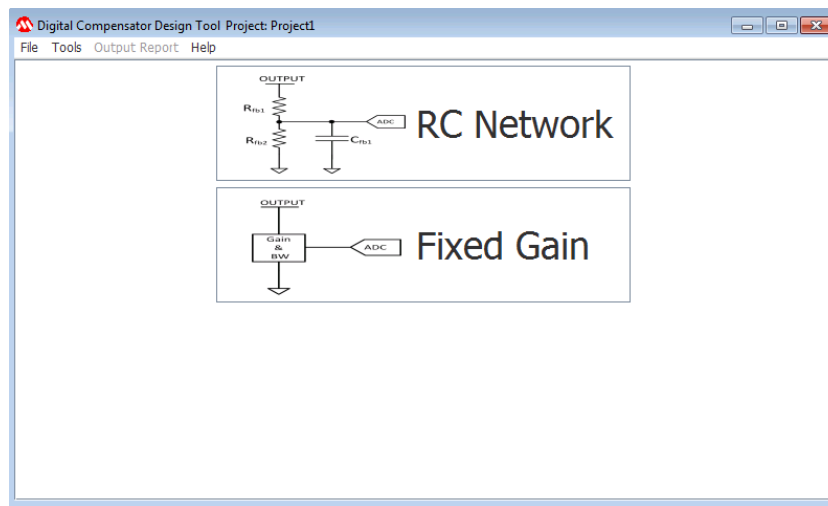 Digital Compensator Design Tool Project: Project1
File Tools Output Report Help
OUTPUT
Rfb1
ADC
RC Network
Rfb2
Cfb1
OUTPUT
Gain
&
BW
ADC
Fixed Gain